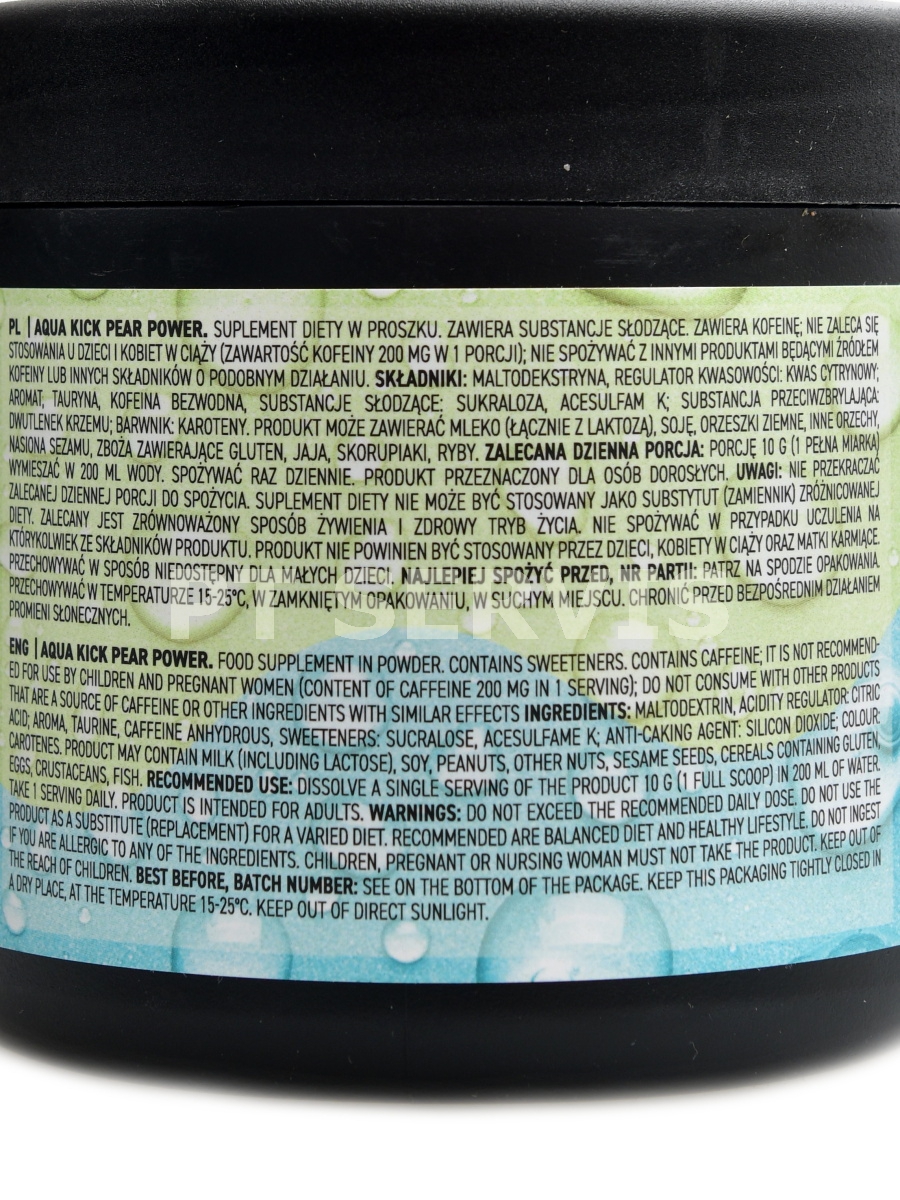 PL | AQUA KICK PEAR POWER. SUPLEMENT DIETY W PROSZKU. ZAWIERA SUBSTANCJE SŁODZĄCE. ZAWIERA KOFEINĘ; NIE ZALECA SIĘ
STOSOWANIA U DZIECI I KOBIET W CIĄŻY (ZAWARTOŚĆ KOFEINY 200 MG W 1 PORCJI); NIE SPOŻYWAĆ Z INNYMI PRODUKTAMI BĘDĄCYMI ŹRÓDŁEM
KOFEINY LUB INNYCH SKŁADNIKÓW O PODOBNYM DZIAŁANIU. SKŁADNIKI: MALTODEKSTRYNA, REGULATOR KWASOWOŚCI: KWAS CYTRYNOWY;
AROMAT, TAURYNA, KOFEINA BEZWODNA, SUBSTANCJE SŁODZĄCE: SUKRALOZA, ACESULFAM K; SUBSTANCJA PRZECIWZBRYLAJĄCA:
DWUTLENEK KRZEMU; BARWNIK: KAROTENY. PRODUKT MOŻE ZAWIERAĆ MLEKO (ŁĄCZNIE Z LAKTOZĄ), SOJĘ, ORZESZKI ZIEMNE, INNE ORZECHY,
NASIONA SEZAMU, ZBOŻA ZAWIERAJĄCE GLUTEN, JAJA, SKORUPIAKI, RYBY. ZALECANA DZIENNA PORCJA: PORCJĘ 10 G (1 PEŁNA MIARKA)
WYMIESZAĆ W 200 ML WODY. SPOŻYWAĆ RAZ DZIENNIE. PRODUKT PRZEZNACZONY DLA OSÓB DOROSŁYCH. UWAGI: NIE PRZEKRACZAĆ
ZALECANEJ DZIENNEJ PORCJI DO SPOŻYCIA. SUPLEMENT DIETY NIE MOŻE BYĆ STOSOWANY JAKO SUBSTYTUT (ZAMIENNIK) ZRÓŻNICOWANEJ
DIETY. ZALECANY JEST ZRÓWNOWAŻONY SPOSÓB ŻYWIENIA I ZDROWY TRYB ŻYCIA. NIE SPOŻYWAĆ W PRZYPADKU UCZULENIA NA
KTÓRYKOLWIEK ZE SKŁADNIKÓW PRODUKTU. PRODUKT NIE POWINIEN BYĆ STOSOWANY PRZEZ DZIECI, KOBIETY W CIĄŻY ORAZ MATKI KARMIĄCE.
PRZECHOWYWAĆ W SPOSÓB NIEDOSTĘPNY DLA MAŁYCH DZIECI. NAJLEPIEJ SPOŻYĆ PRZED, NR PARTII: PATRZ NA SPODZIE OPAKOWANIA.
PRZECHOWYWAĆ W TEMPERATURZE 15-25°C, W ZAMKNIĘTYM OPAKOWANIU, W SUCHYM MIEJSCU. CHRONIĆ PRZED BEZPOŚREDNIM DZIAŁANIEM
PROMIENI SŁONECZNYCH.
FT SERVIS
ENG | AQUA KICK PEAR POWER. FOOD SUPPLEMENT IN POWDER. CONTAINS SWEETENERS. CONTAINS CAFFEINE; IT IS NOT RECOMMEND-
ED FOR USE BY CHILDREN AND PREGNANT WOMEN (CONTENT OF CAFFEINE 200 MG IN 1 SERVING); DO NOT CONSUME WITH OTHER PRODUCTS
THAT ARE A SOURCE OF CAFFEINE OR OTHER INGREDIENTS WITH SIMILAR EFFECTS INGREDIENTS: MALTODEXTRIN, ACIDITY REGULATOR: CITRIC
ACID; AROMA, TAURINE, CAFFEINE ANHYDROUS, SWEETENERS: SUCRALOSE, ACESULFAME K; ANTI-CAKING AGENT: SILICON DIOXIDE; COLOUR:
CAROTENES. PRODUCT MAY CONTAIN MILK (INCLUDING LACTOSE), SOY, PEANUTS, OTHER NUTS, SESAME SEEDS, CEREALS CONTAINING GLUTEN,
EGGS, CRUSTACEANS, FISH. RECOMMENDED USE: DISSOLVE A SINGLE SERVING OF THE PRODUCT 10 G (1 FULL SCOOP) IN 200 ML OF WATER.
TAKE 1 SERVING DAILY. PRODUCT IS INTENDED FOR ADULTS. WARNINGS: DO NOT EXCEED THE RECOMMENDED DAILY DOSE. DO NOT USE THE
PRODUCT AS A SUBSTITUTE (REPLACEMENT) FOR A VARIED DIET. RECOMMENDED ARE BALANCED DIET AND HEALTHY LIFESTYLE. DO NOT INGEST
IF YOU ARE ALLERGIC TO ANY OF THE INGREDIENTS. CHILDREN, PREGNANT OR NURSING WOMAN MUST NOT TAKE THE PRODUCT. KEEP OUT OF
THE REACH OF CHILDREN. BEST BEFORE, BATCH NUMBER: SEE ON THE BOTTOM OF THE PACKAGE. KEEP THIS PACKAGING TIGHTLY CLOSED IN
A DRY PLACE, AT THE TEMPERATURE 15-25°C. KEEP OUT OF DIRECT SUNLIGHT.